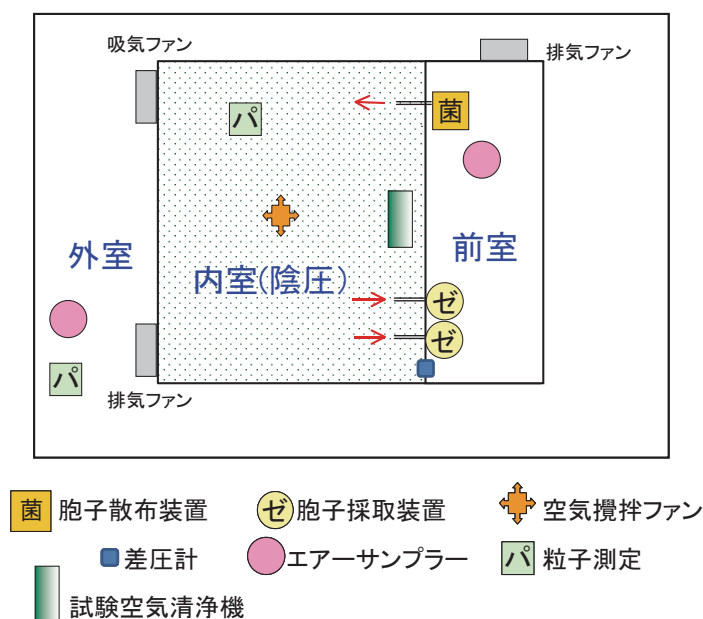 吸気ファン
排気ファン
菌
パ
外室
内室(陰圧)
前室
ゼ
ゼ
パ
排気ファン
菌 胞子散布装置
ゼ 胞子採取装置
空気攪拌ファン
差圧計
エアーサンプラー
パ 粒子測定
試験空気清浄機